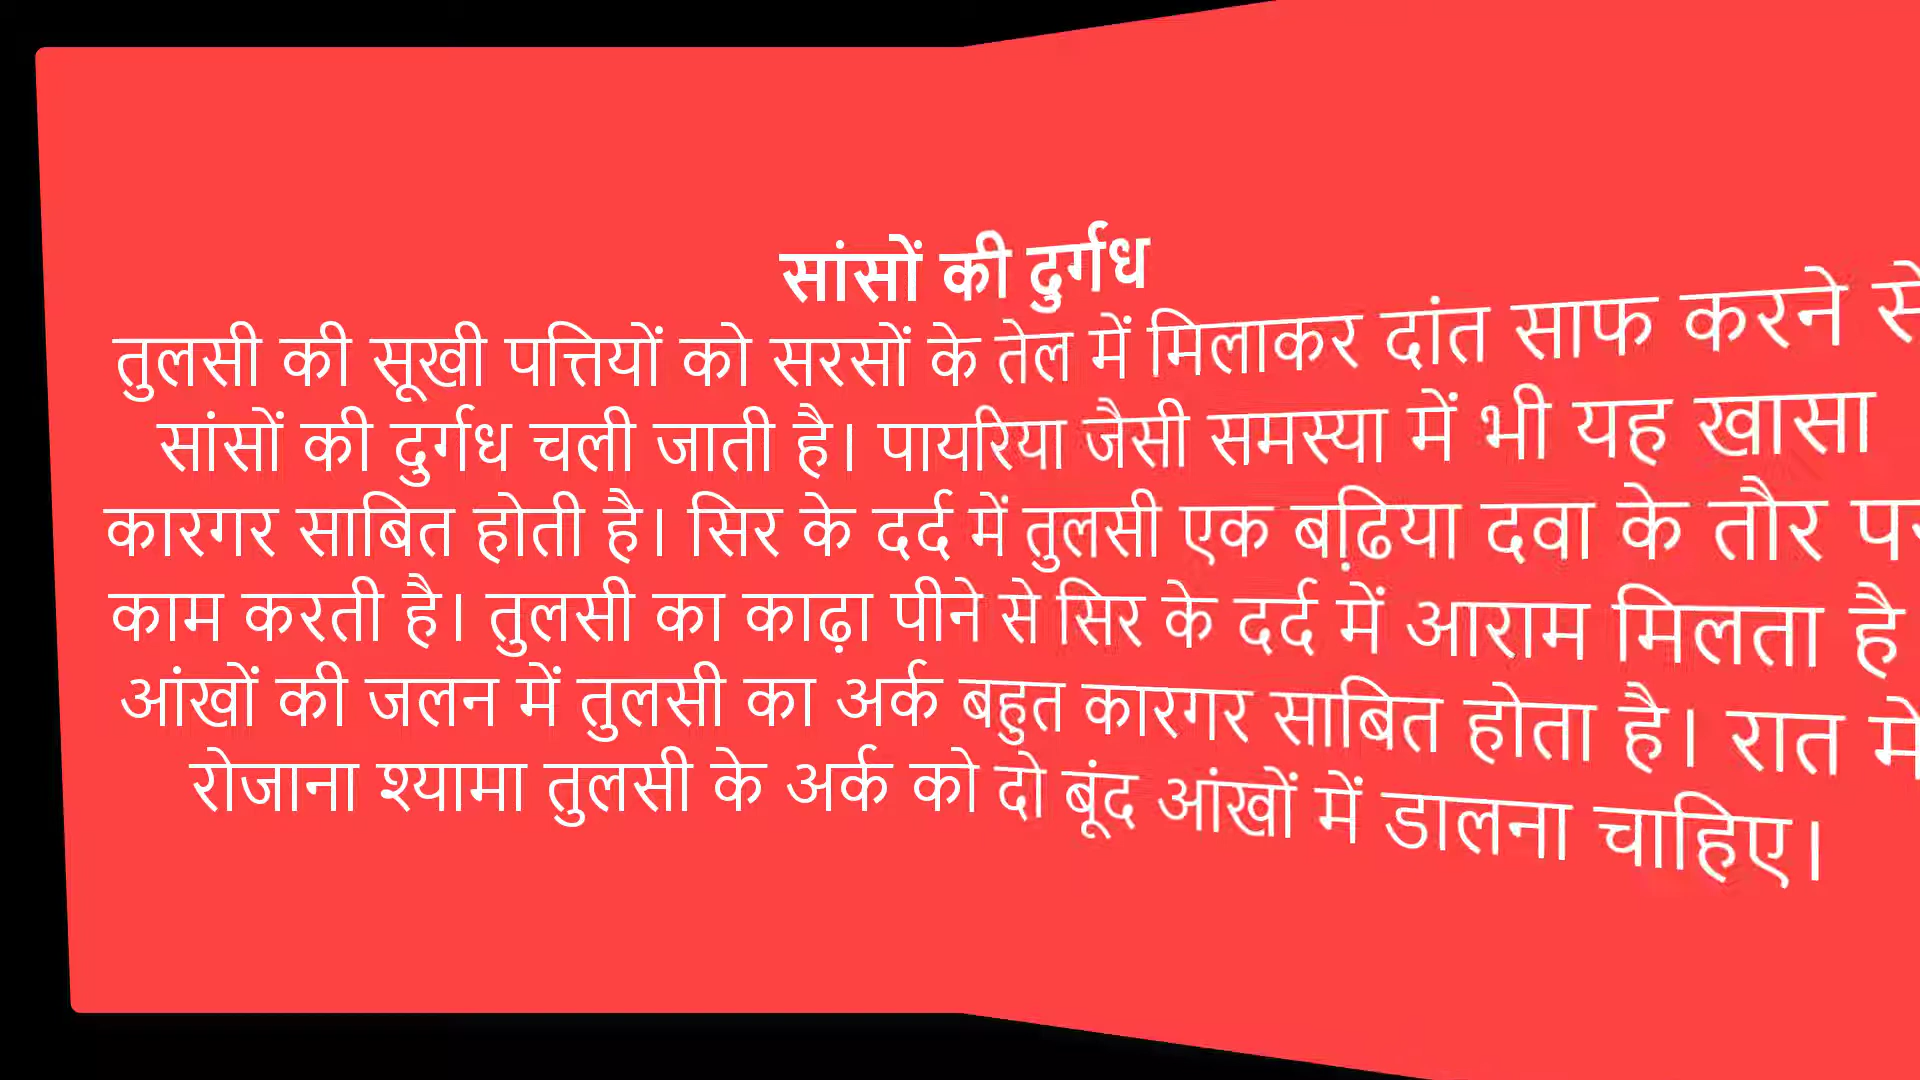 सांसों की दुर्गंध
तुलसी की सूखी पत्तियों को सरसों के तेल में मिलाकर दांत साफ करने से
सांसों की दुर्गंध चली जाती है। पायरिया जैसी समस्या में भी यह खासा
कारगर साबित होती है। सिर के दर्द में तुलसी एक बढ़िया दवा के तौर पर
काम करती है। तुलसी का काढ़ा पीने से सिर के दर्द में आराम मिलता है
आंखों की जलन में तुलसी का अर्क बहुत कारगर साबित होता है। रात में
रोजाना श्यामा तुलसी के अर्क को दो बूंद आंखों में डालना चाहिए।